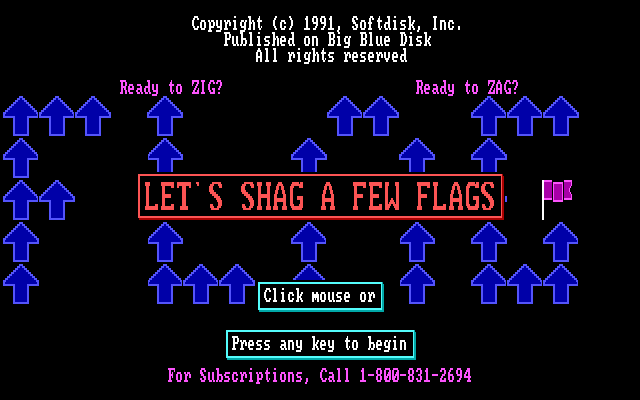 Copyright (c) 1991, Softdisk, Inc.
Published on Big Blue Disk
All rights reserved
Ready to ZIG?
Ready to ZAG?
LET'S SHAG A FEW FLAGS
Click mouse or
Press any key to begin
For Subscriptions, Call 1-800-831-2694